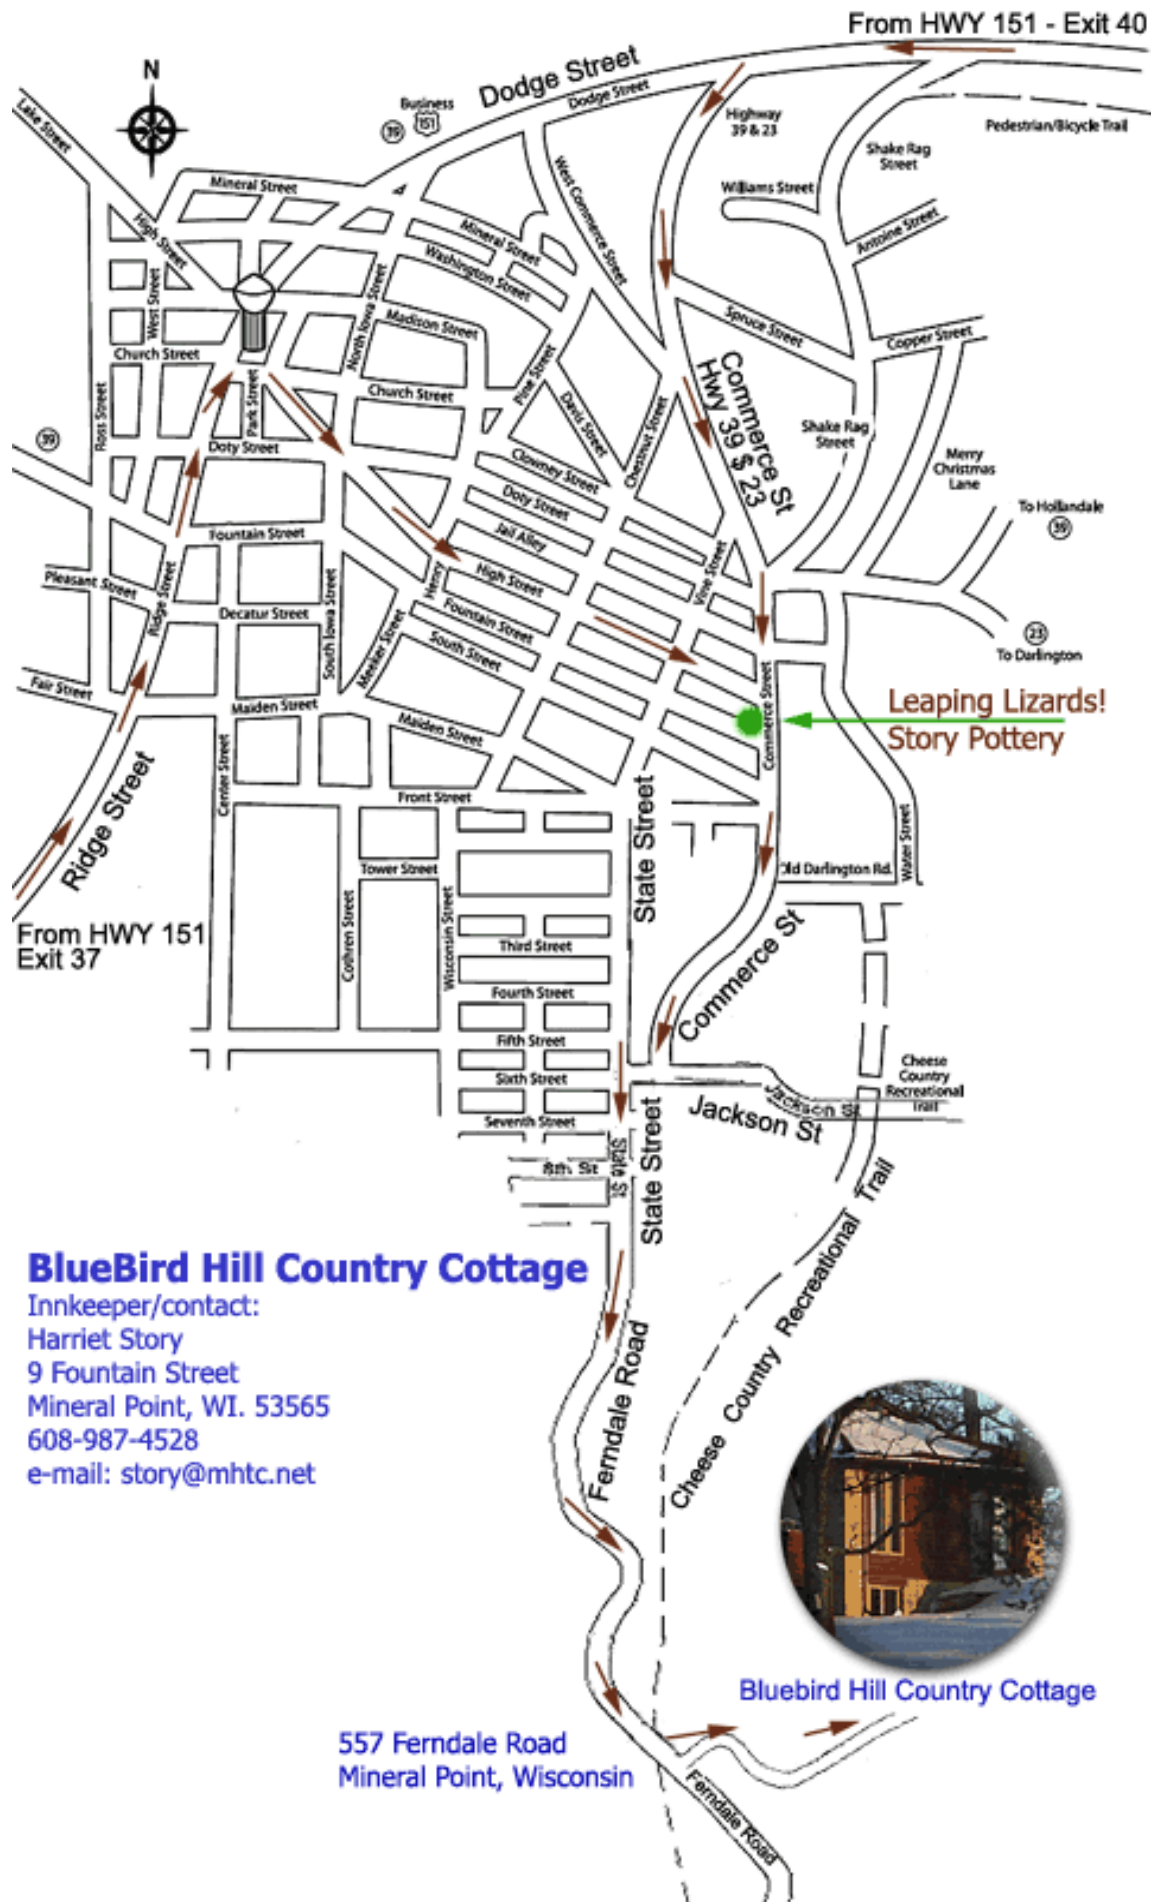 From HWY 151 - Exit 40
Dodge Street
Dodge Street
N
Business
39
151
Lake Street
Highway
39 & 23
Pedestrian/Bicycle Trail
Shake Rag
Street
Mineral Street
West Commerce Street
Williams Street
Antoine Street
High Street
Mineral Street
Washington Street
West Street
North Iowa Street
Madison Street
Spruce Street
Copper Street
Church Street
Commerce St
Hwy 39 $ 23
Pine Street
Ross Street
Park Street
Church Street
Davis Street
Chestnut Street
Shake Rag
Street
39
Doty Street
Clowney Street
Merry
Christmas
Lane
Doty Street
To Hollandale
39
Fountain Street
Jail Alley
Vine Street
Pleasant Street
Ridge Street
Henry
High Street
Decatur Street
South Iowa Street
Meeker Street
Fountain Street
South Street
23
To Darlington
Fair Street
Maiden Street
Maiden Street
Commerce Street
Leaping Lizards!
Story Pottery
Center Street
Ridge Street
Front Street
State Street
Water Street
Tower Street
Old Darlington Rd.
From HWY 151
Exit 37
Cothren Street
Wisconsin Street
Third Street
Commerce St
Fourth Street
Fifth Street
Sixth Street
Cheese
Country
Recreational
Trail
Jackson St
Jackson St
Seventh Street
State Street
8th St
State St
Cheese Country Recreational Trail
BlueBird Hill Country Cottage
Innkeeper/contact:
Harriet Story
9 Fountain Street
Mineral Point, WI. 53565
608-987-4528
e-mail: story@mhtc.net
Ferndale Road
Bluebird Hill Country Cottage
557 Ferndale Road
Mineral Point, Wisconsin
Ferndale Road